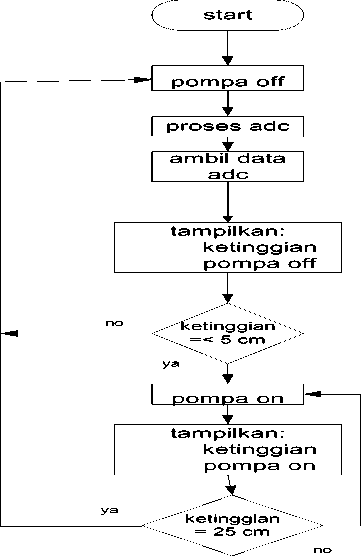 start
pompa off
proses adc
ambil data
adc
tampilkan:
ketinggian
pompa off
no
ketinggian
=< 5 cm
ya
pompa on
tampilkan:
ketinggian
pompa on
ya
ketinggian
= 25 cm
no